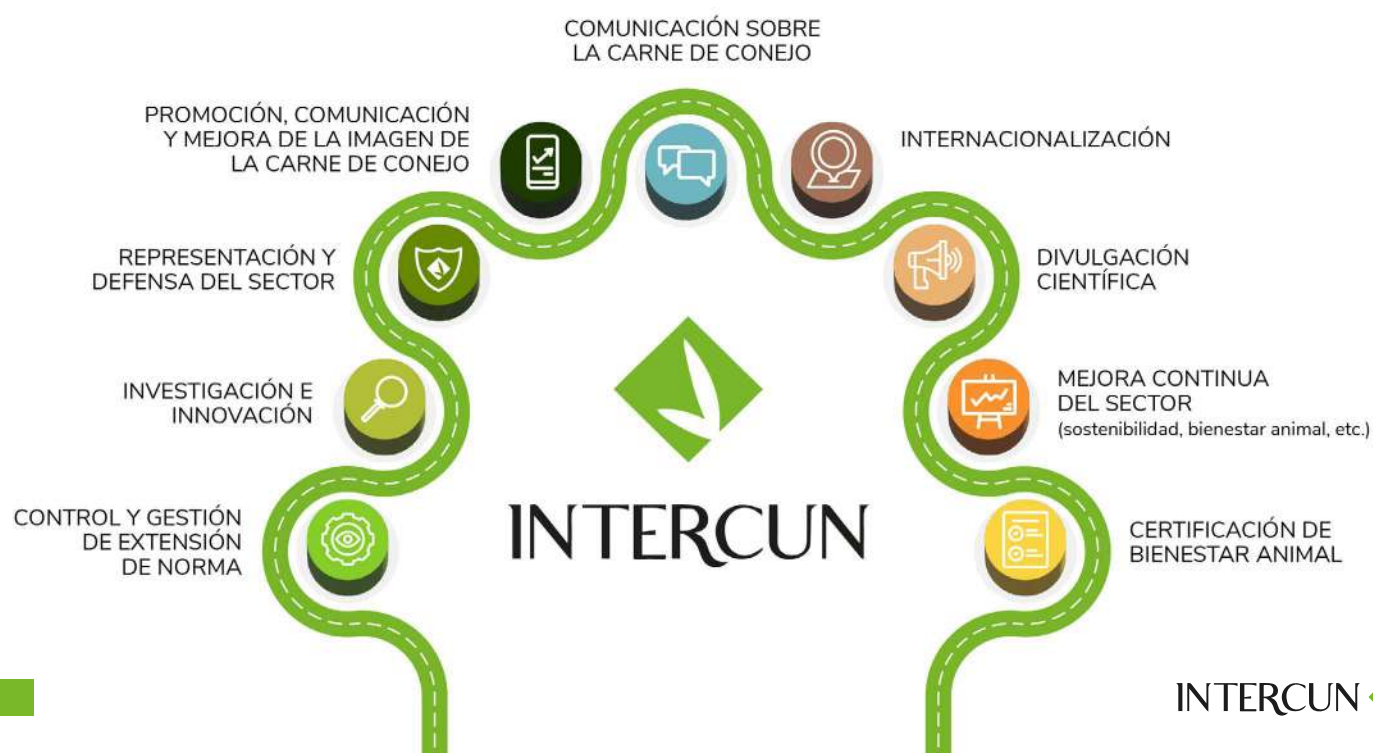 COMUNICACIÓN SOBRE
LA CARNE DE CONEJO
PROMOCIÓN, COMUNICACIÓN
Y MEJORA DE LA IMAGEN DE
LA CARNE DE CONEJO
INTERNACIONALIZACIÓN
REPRESENTACIÓN Y
DEFENSA DEL SECTOR
DIVULGACIÓN
CIENTÍFICA
INVESTIGACIÓN E
INNOVACIÓN
MEJORA CONTINUA
DEL SECTOR
(sostenibilidad, bienestar animal, etc.)
INTERCUN
CONTROL Y GESTIÓN
DE EXTENSIÓN
DE NORMA
CERTIFICACIÓN DE
BIENESTAR ANIMAL
INTERCUN